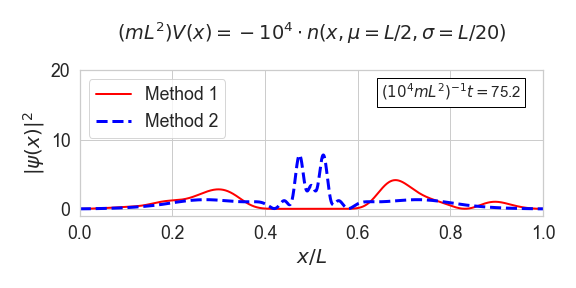 (mL²)V(x) = −10⁴ · n(x, μ = L/2, σ = L/20)
20
10
0
|ψ(x)|²
Method 1
Method 2
(10⁴mL²)⁻¹t = 75.2
0.0 0.2 0.4 0.6 0.8 1.0
x/L